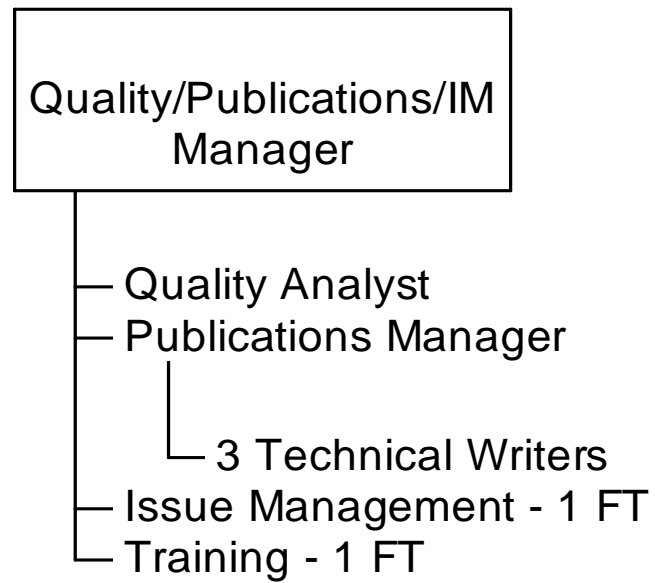 Quality/Publications/IM
Manager
Quality Analyst
Publications Manager
3 Technical Writers
Issue Management - 1 FT
Training - 1 FT